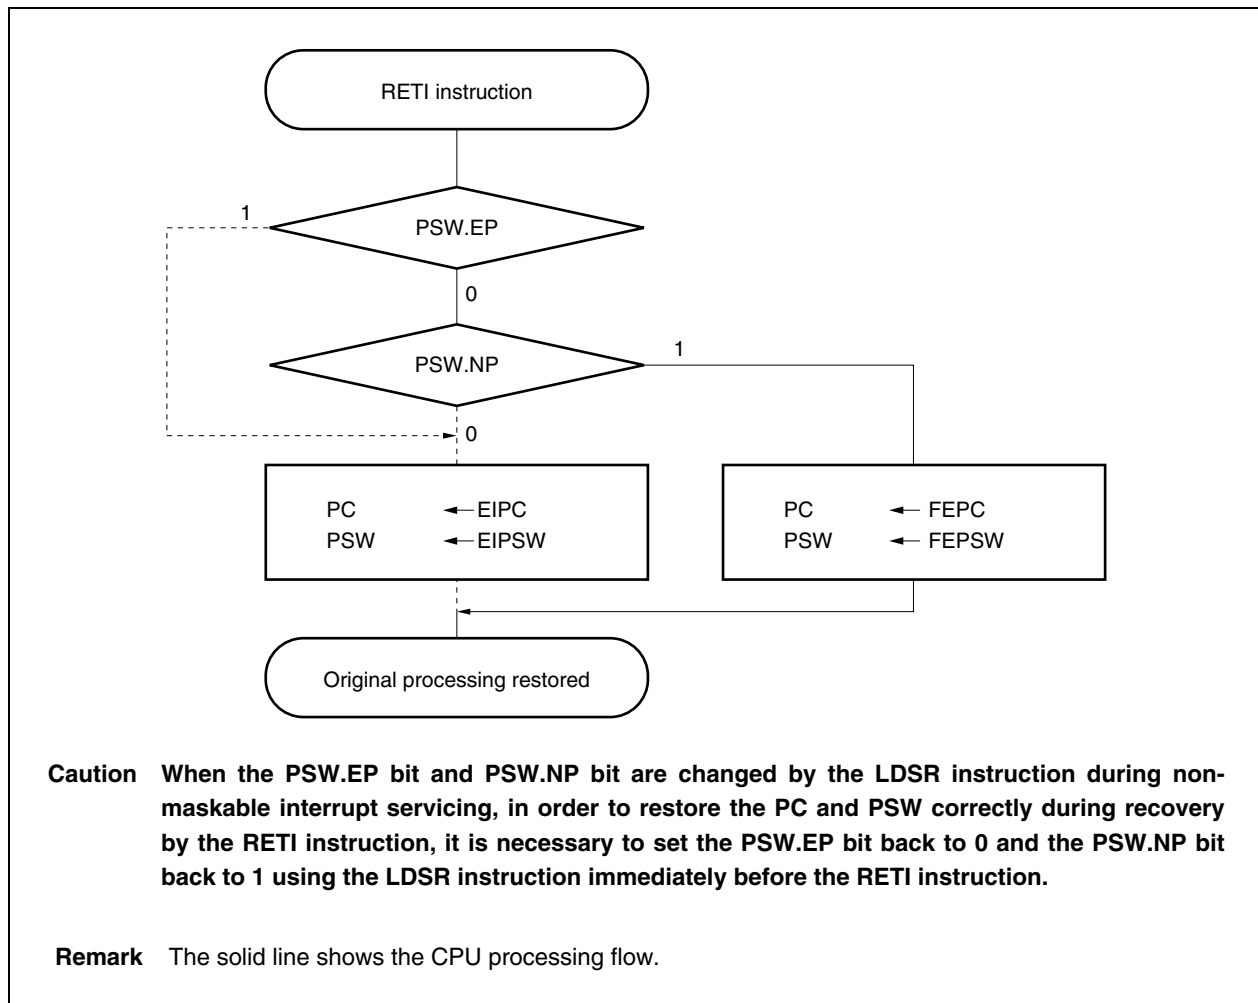 RETI instruction
1
PSW.EP
0
PSW.NP
1
0
PC ← EIPC
PSW ← EIPSW
PC ← FEPC
PSW ← FEPSW
Original processing restored
Caution When the PSW.EP bit and PSW.NP bit are changed by the LDSR instruction during non-
maskable interrupt servicing, in order to restore the PC and PSW correctly during recovery
by the RETI instruction, it is necessary to set the PSW.EP bit back to 0 and the PSW.NP bit
back to 1 using the LDSR instruction immediately before the RETI instruction.
Remark The solid line shows the CPU processing flow.